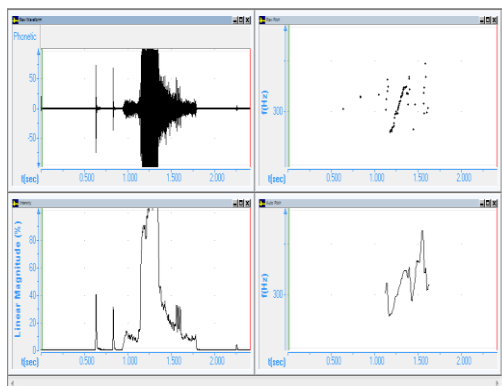 Raw Waveform
Phonetic
50
0
-50
t(sec)
0.500
1.000
1.500
2.000
Raw Pitch
f(Hz)
300
t(sec)
0.500
1.000
1.500
2.000
Intensity
Linear Magnitude (%)
80
60
40
20
0
t(sec)
0.500
1.000
1.500
2.000
Auto Pitch
f(Hz)
300
t(sec)
0.500
1.000
1.500
2.000